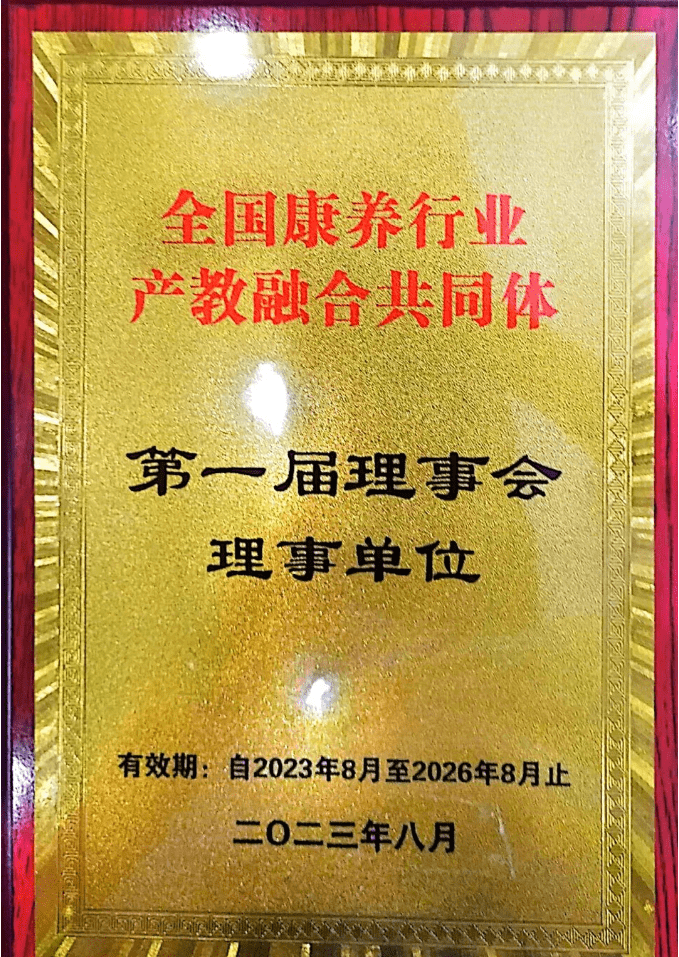 全国康养行业
产教融合共同体
第一届理事会
理事单位
有效期：自2023年8月至2026年8月止
二〇二三年八月